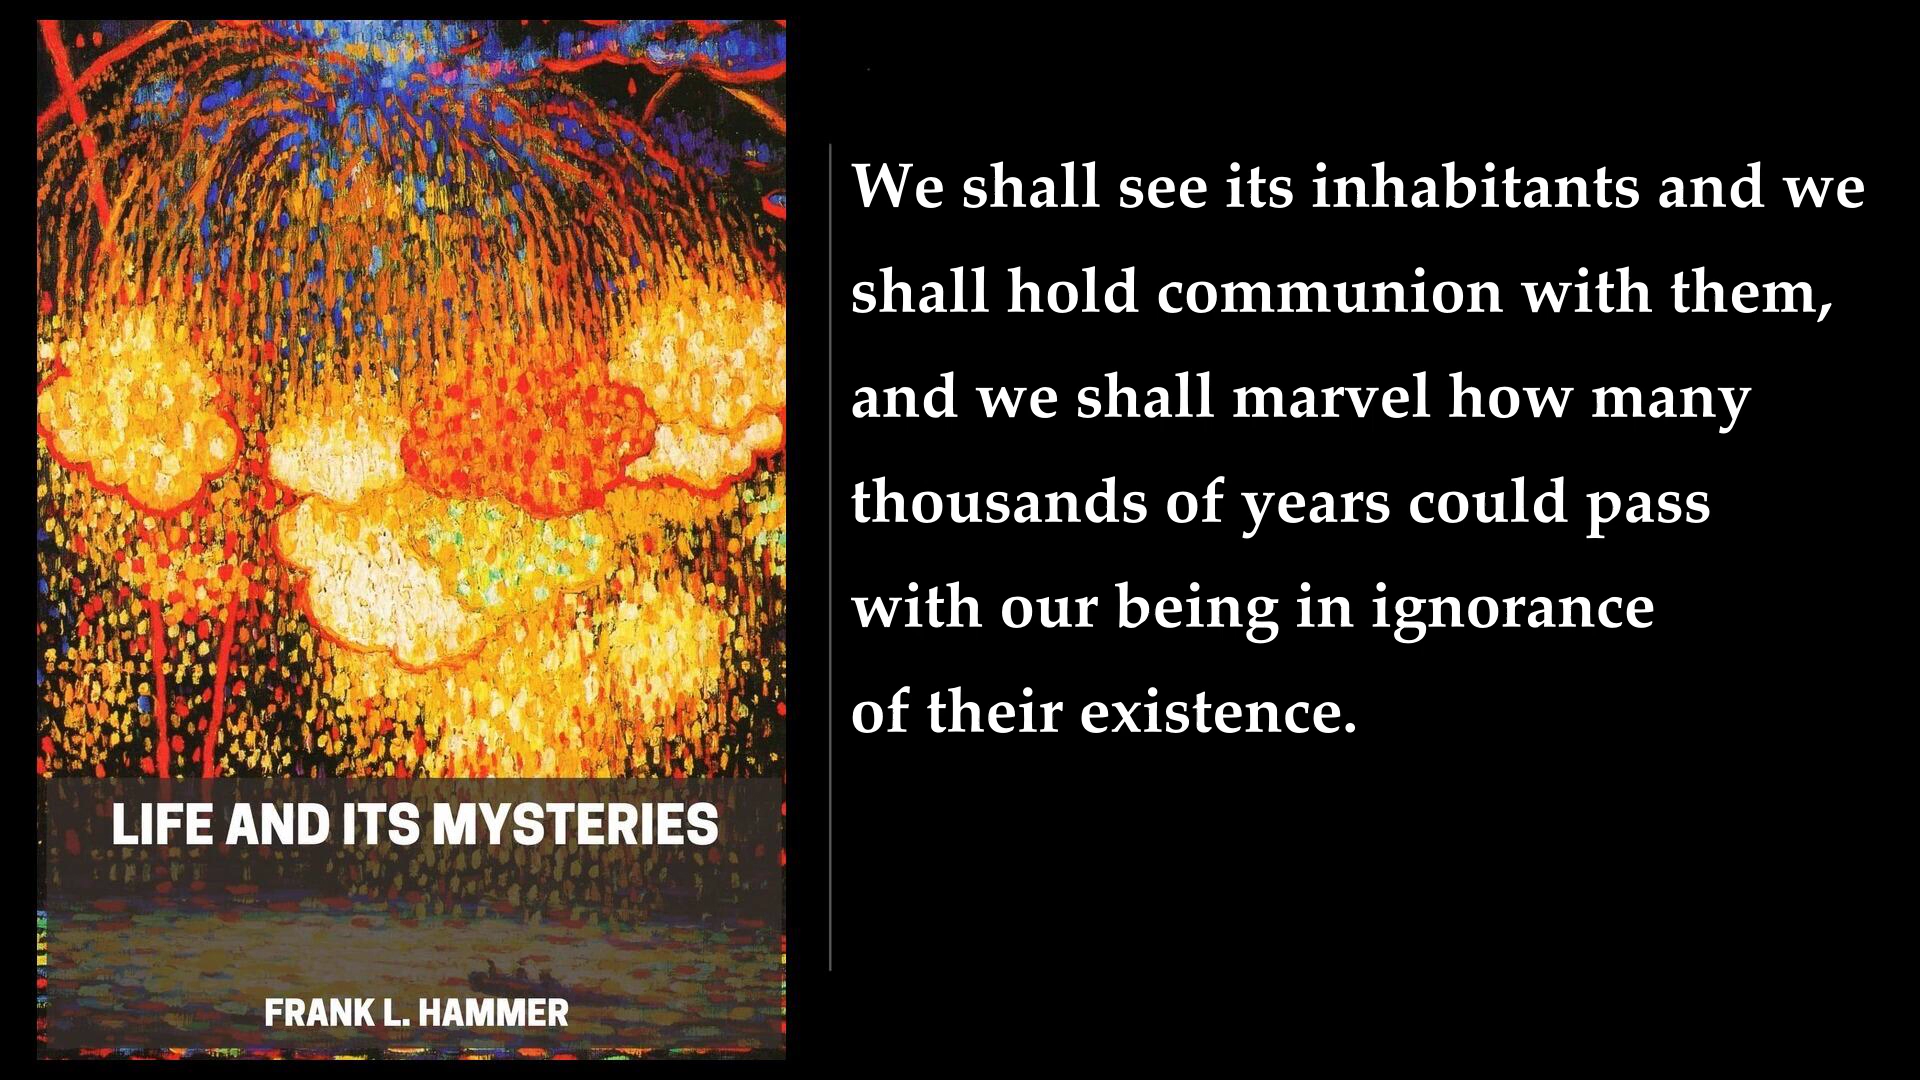 LIFE AND ITS MYSTERIES
FRANK L. HAMMER
We shall see its inhabitants and we
shall hold communion with them,
and we shall marvel how many
thousands of years could pass
with our being in ignorance
of their existence.